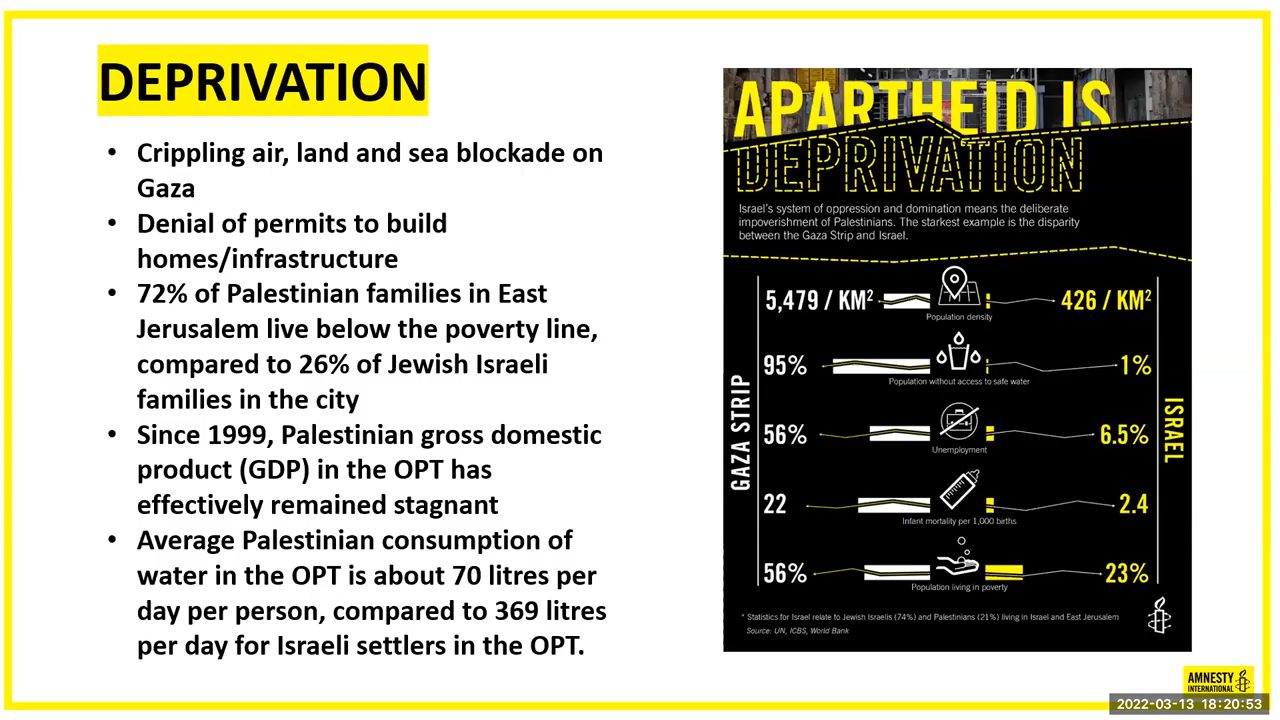 DEPRIVATION
• Crippling air, land and sea blockade on
Gaza
• Denial of permits to build
homes/infrastructure
• 72% of Palestinian families in East
Jerusalem live below the poverty line,
compared to 26% of Jewish Israeli
families in the city
• Since 1999, Palestinian gross domestic
product (GDP) in the OPT has
effectively remained stagnant
• Average Palestinian consumption of
water in the OPT is about 70 litres per
day per person, compared to 369 litres
per day for Israeli settlers in the OPT.
APARTHEID IS
DEPRIVATION
Israel's system of oppression and domination means the deliberate
impoverishment of Palestinians. The starkest example is the disparity
between the Gaza Strip and Israel.
GAZA STRIP
ISRAEL
5,479 / KM² 426 / KM²
Population density
95% 1%
Population without access to safe water
56% 6.5%
Unemployment
22 2.4
Infant mortality per 1,000 births
56% 23%
Population living in poverty
* Statistics for Israel relate to Jewish Israelis (74%) and Palestinians (21%) living in Israel and East Jerusalem
Source: UN, ICBS, World Bank
AMNESTY
INTERNATIONAL
2022-03-13 18:20:53